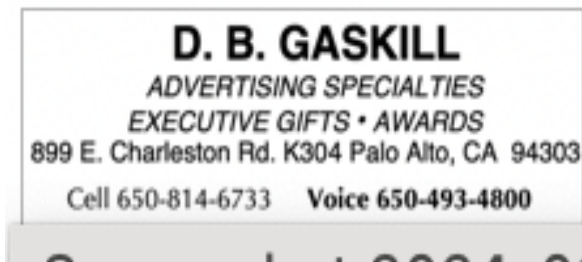 D. B. GASKILL
ADVERTISING SPECIALTIES
EXECUTIVE GIFTS • AWARDS
899 E. Charleston Rd. K304 Palo Alto, CA 94303
Cell 650-814-6733 Voice 650-493-4800